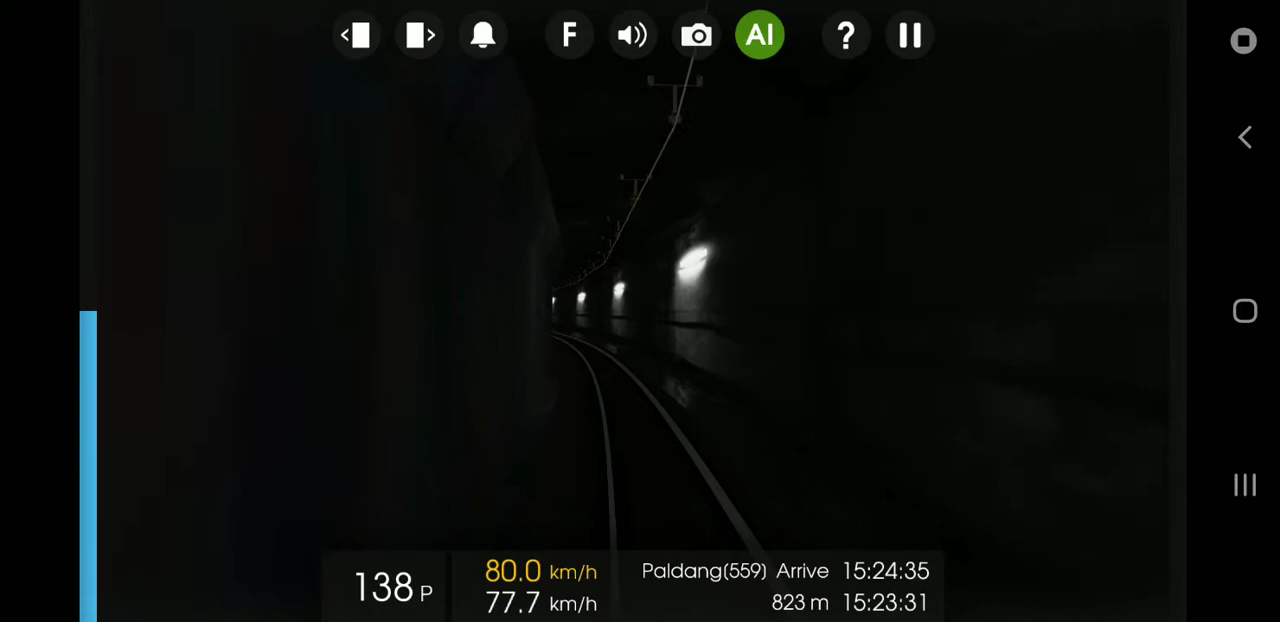 F AI ?
138 P
80.0 km/h
77.7 km/h
Paldang(559) Arrive 15:24:35
823 m 15:23:31